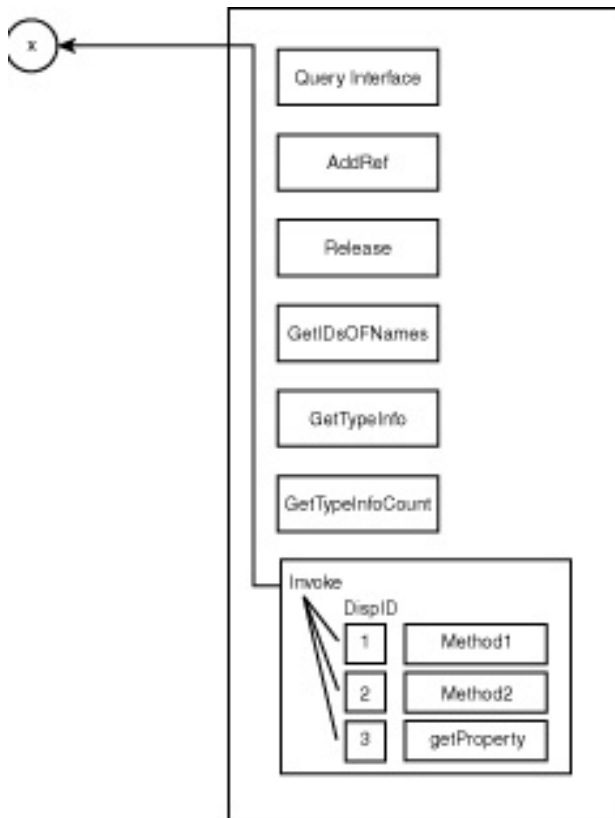 x
Query Interface
AddRef
Release
GetIDsOFNames
GetTypeInfo
GetTypeInfoCount
Invoke
DispID
1 Method1
2 Method2
3 getProperty